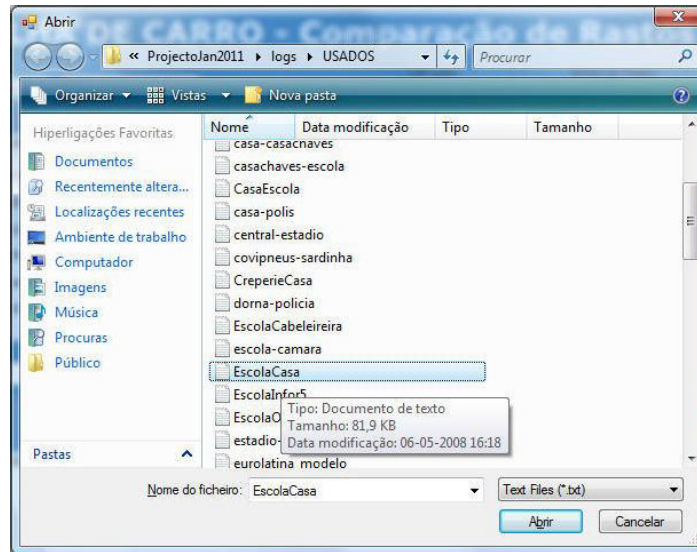 Abrir
DE CARRO - Comparação de Rast
« ProjectoJan2011 ▸ logs ▸ USADOS
Procurar
Organizar Vistas Nova pasta
Hiperligações Favoritas
Documentos
Recentemente altera...
Localizações recentes
Ambiente de trabalho
Computador
Imagens
Música
Procuras
Público
Pastas
Nome Data modificação Tipo Tamanho
casa-casachaves
casachaves-escola
CasaEscola
casa-polis
central-estadio
covipneus-sardinha
CreperieCasa
dorna-policia
EscolaCabeleireira
escola-camara
EscolaCasa
EscolaInfor5
EscolaO
estadio-
eurolatina_modelo
Tipo: Documento de texto
Tamanho: 81,9 KB
Data modificação: 06-05-2008 16:18
Nome do ficheiro: EscolaCasa
Text Files (*.txt)
Abrir Cancelar